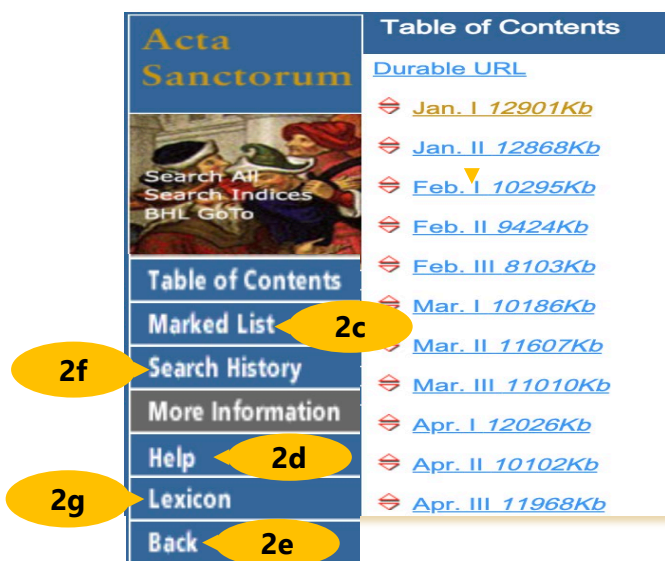 Acta
Sanctorum
Search All
Search Indices
BHL GoTo
Table of Contents
Marked List
2c
2f
Search History
More Information
Help
2d
2g
Lexicon
Back
2e
Table of Contents
Durable URL
Jan. I 12901Kb
Jan. II 12868Kb
Feb. I 10295Kb
Feb. II 9424Kb
Feb. III 8103Kb
Mar. I 10186Kb
Mar. II 11607Kb
Mar. III 11010Kb
Apr. I 12026Kb
Apr. II 10102Kb
Apr. III 11968Kb